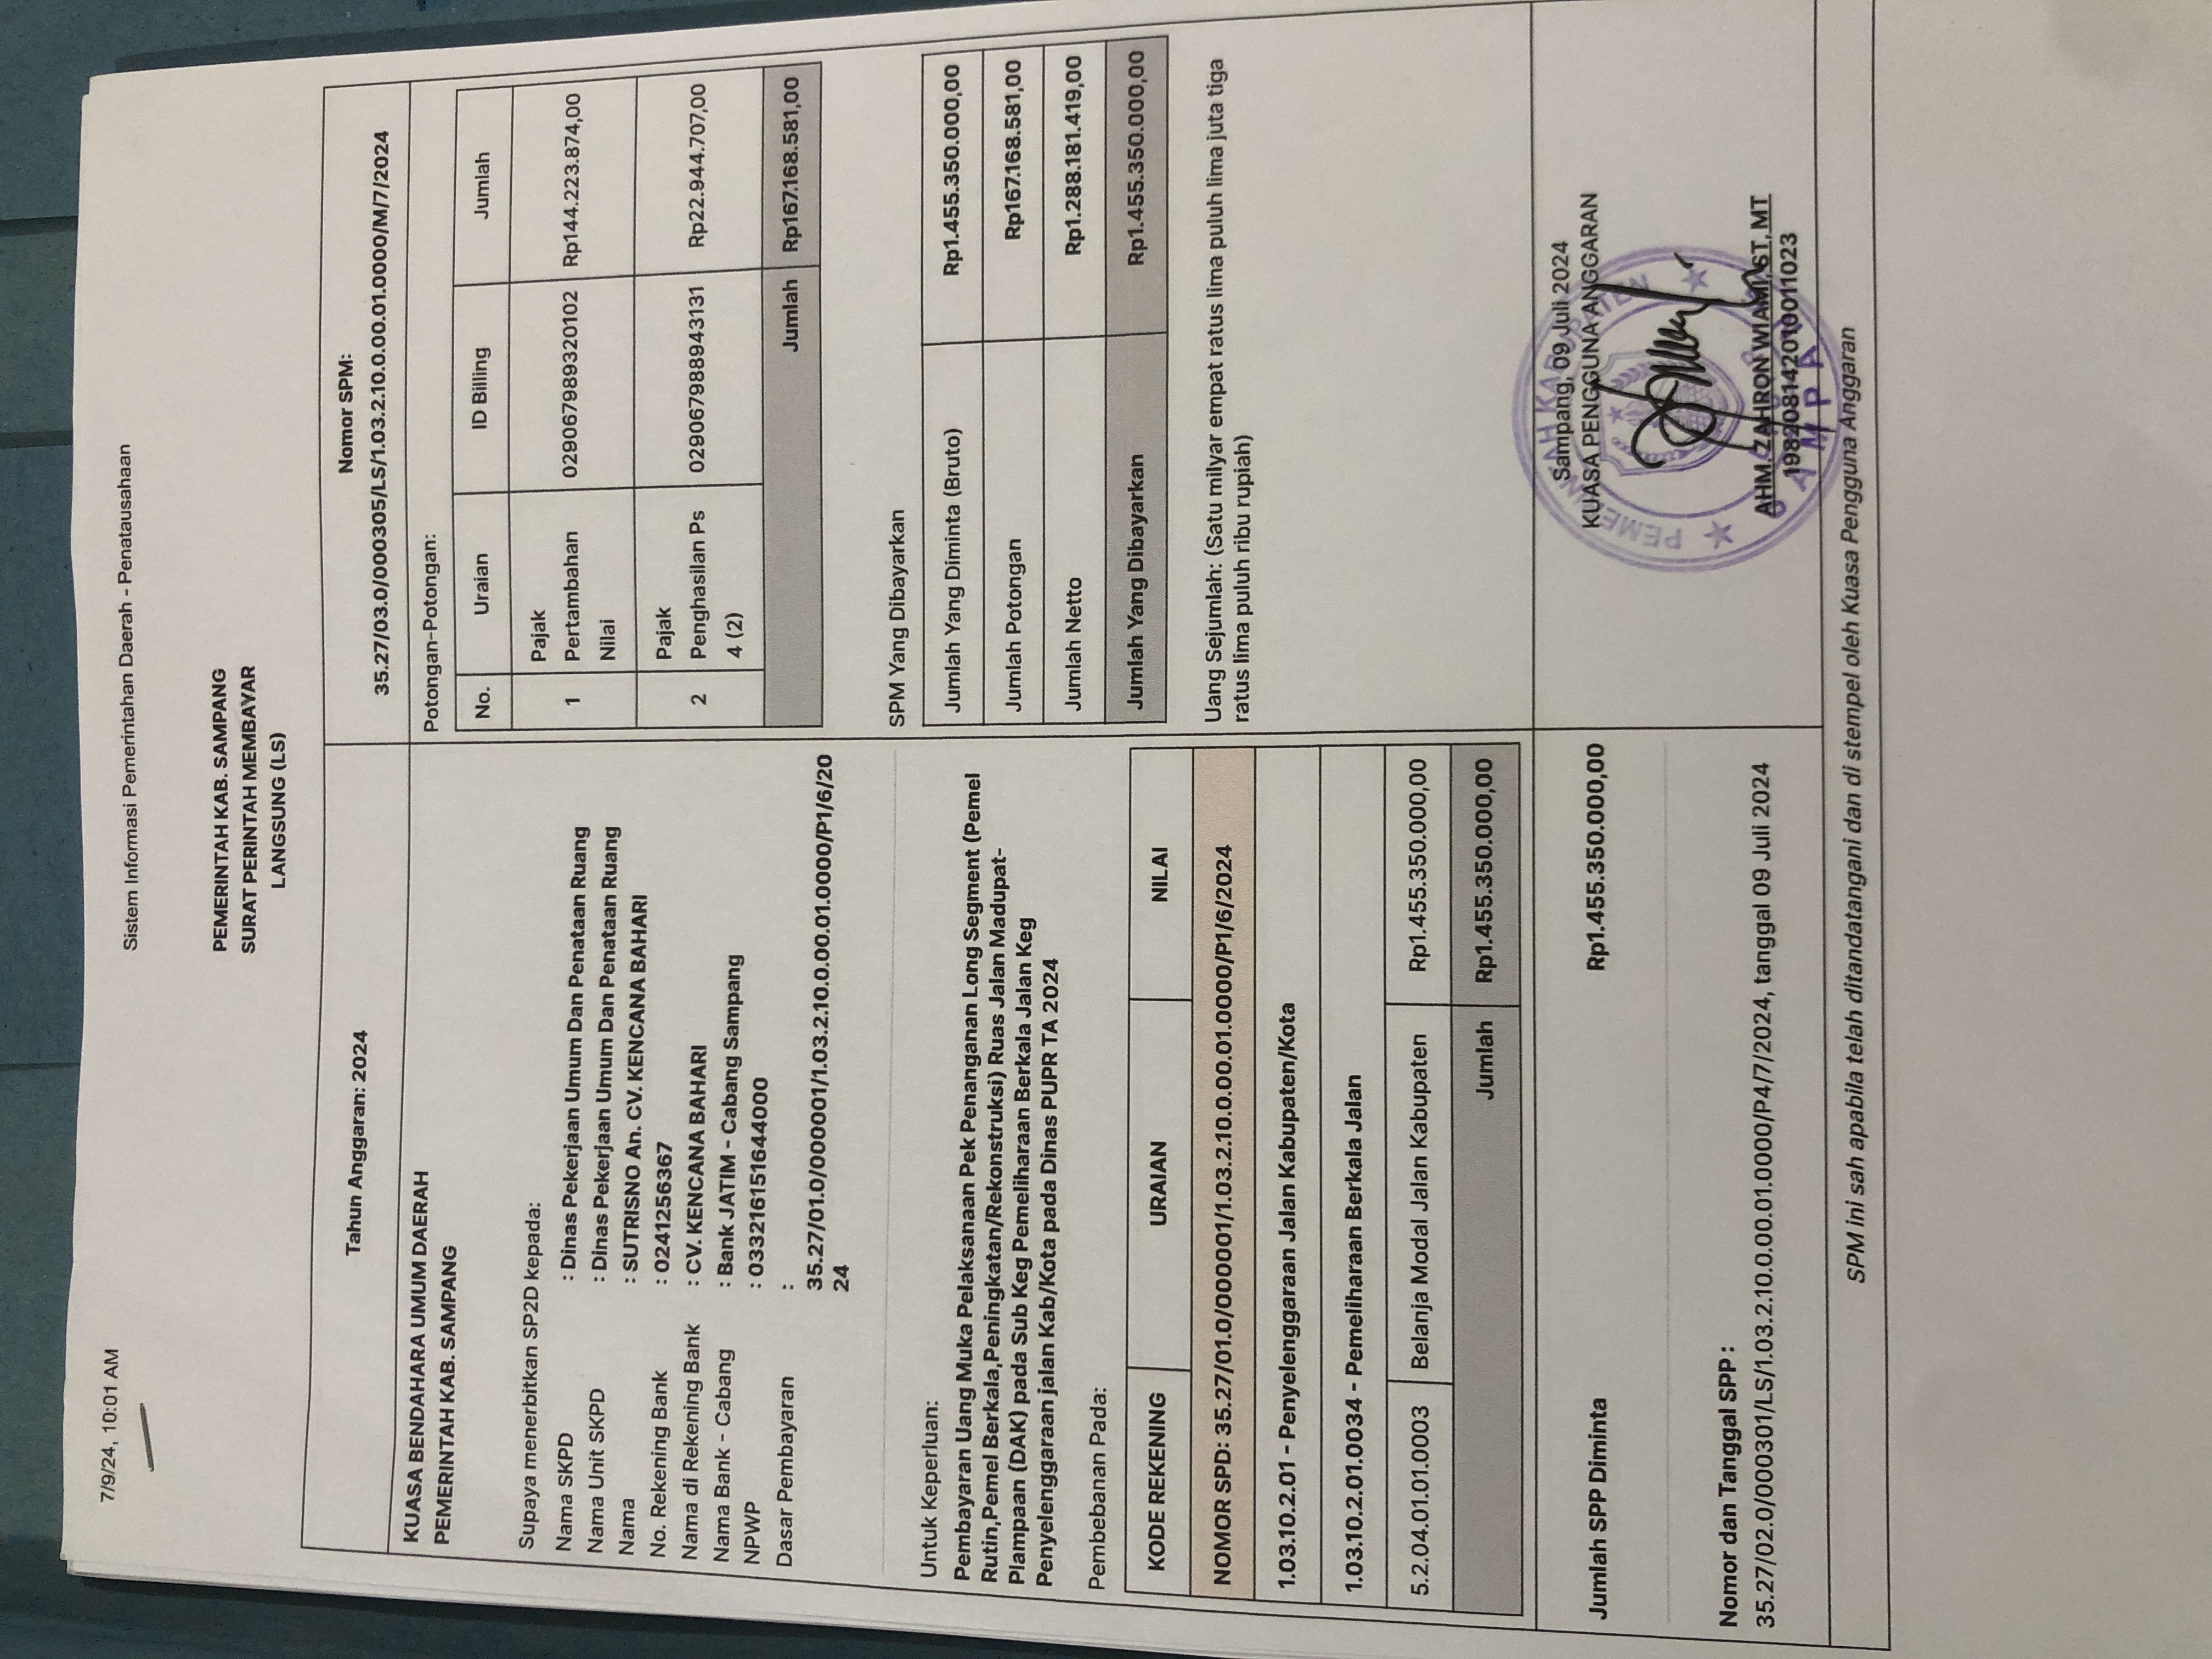 7/9/24, 10:01 AM
Sistem Informasi Pemerintahan Daerah - Penatausahaan
PEMERINTAH KAB. SAMPANG
SURAT PERINTAH MEMBAYAR
LANGSUNG (LS)
Tahun Anggaran: 2024
Nomor SPM:
35.27/03.0/000305/LS/1.03.2.10.0.00.01.0000/M/7/2024
KUASA BENDAHARA UMUM DAERAH
PEMERINTAH KAB. SAMPANG
Supaya menerbitkan SP2D kepada:
Nama SKPD : Dinas Pekerjaan Umum Dan Penataan Ruang
Nama Unit SKPD : Dinas Pekerjaan Umum Dan Penataan Ruang
Nama : SUTRISNO An. CV. KENCANA BAHARI
No. Rekening Bank : 0241256367
Nama di Rekening Bank : CV. KENCANA BAHARI
Nama Bank - Cabang : Bank JATIM - Cabang Sampang
NPWP : 033216151644000
Dasar Pembayaran :
35.27/01.0/000001/1.03.2.10.0.00.01.0000/P1/6/20
24
Untuk Keperluan:
Pembayaran Uang Muka Pelaksanaan Pek Penanganan Long Segment (Pemel
Rutin,Pemel Berkala,Peningkatan/Rekonstruksi) Ruas Jalan Madupat-
Plampaan (DAK) pada Sub Keg Pemeliharaan Berkala Jalan Keg
Penyelenggaraan jalan Kab/Kota pada Dinas PUPR TA 2024
Pembebanan Pada:
KODE REKENING URAIAN NILAI
NOMOR SPD: 35.27/01.0/000001/1.03.2.10.0.00.01.0000/P1/6/2024
1.03.10.2.01 - Penyelenggaraan Jalan Kabupaten/Kota
1.03.10.2.01.0034 - Pemeliharaan Berkala Jalan
5.2.04.01.01.0003 Belanja Modal Jalan Kabupaten Rp1.455.350.000,00
Jumlah Rp1.455.350.000,00
Potongan-Potongan:
No. Uraian ID Billing Jumlah
Pajak
1 Pertambahan 029067989320102 Rp144.223.874,00
Nilai
Pajak
2 Penghasilan Ps 029067988943131 Rp22.944.707,00
4 (2)
Jumlah Rp167.168.581,00
SPM Yang Dibayarkan
Jumlah Yang Diminta (Bruto) Rp1.455.350.000,00
Jumlah Potongan Rp167.168.581,00
Jumlah Netto Rp1.288.181.419,00
Jumlah Yang Dibayarkan Rp1.455.350.000,00
Uang Sejumlah: (Satu milyar empat ratus lima puluh lima juta tiga
ratus lima puluh ribu rupiah)
Jumlah SPP Diminta Rp1.455.350.000,00
Nomor dan Tanggal SPP :
35.27/02.0/000301/LS/1.03.2.10.0.00.01.0000/P4/7/2024, tanggal 09 Juli 2024
Sampang, 09 Juli 2024
KUASA PENGGUNA ANGGARAN
PEMERINTAH KABUPATEN
AHM. ZAHRON WIAMI, ST, MT
198208142010011023
SPM ini sah apabila telah ditandatangani dan di stempel oleh Kuasa Pengguna Anggaran